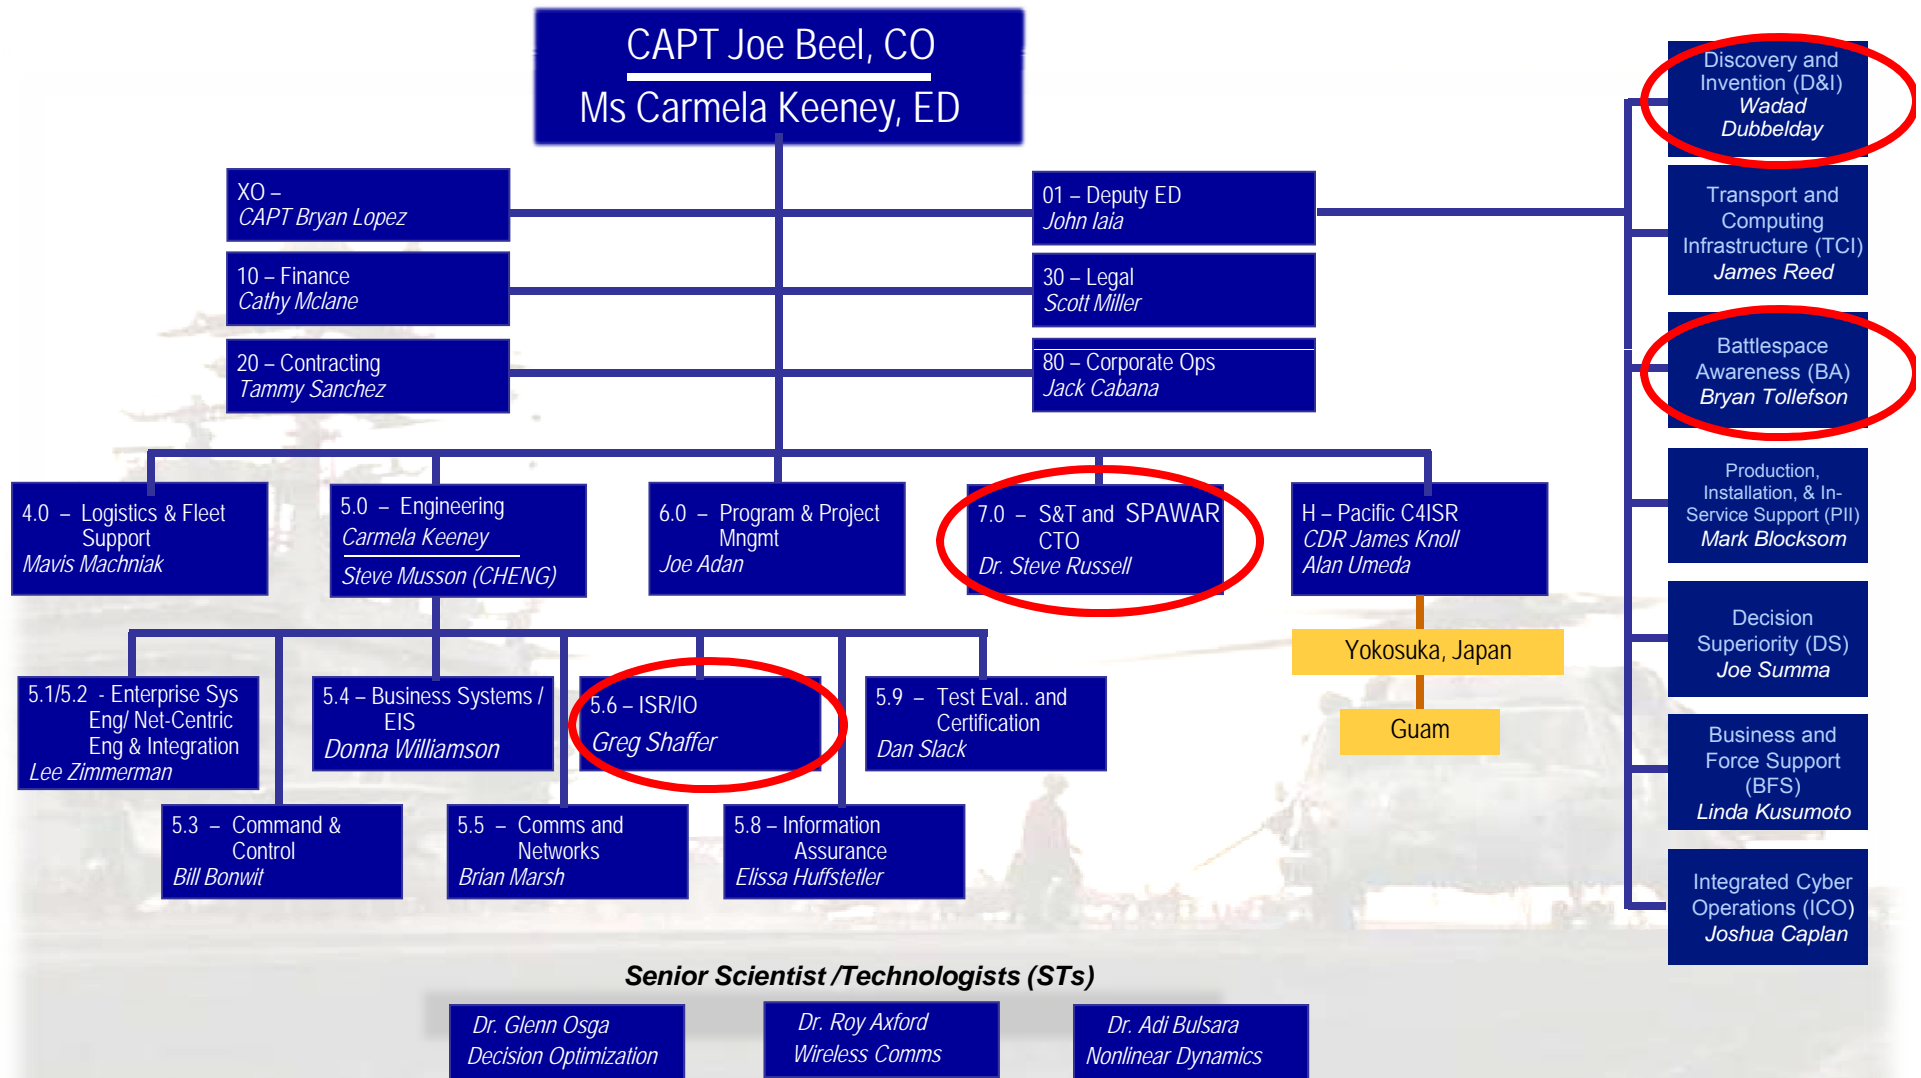 CAPT Joe Beel, CO
Ms Carmela Keeney, ED
XO –
CAPT Bryan Lopez
10 – Finance
Cathy Mclane
20 – Contracting
Tammy Sanchez
01 – Deputy ED
John Iaia
30 – Legal
Scott Miller
80 – Corporate Ops
Jack Cabana
4.0 – Logistics & Fleet
Support
Mavis Machniak
5.0 – Engineering
Carmela Keeney
Steve Musson (CHENG)
6.0 – Program & Project
Mngmt
Joe Adan
7.0 – S&T and SPAWAR
CTO
Dr. Steve Russell
H – Pacific C4ISR
CDR James Knoll
Alan Umeda
Yokosuka, Japan
Guam
5.1/5.2 - Enterprise Sys
Eng/ Net-Centric
Eng & Integration
Lee Zimmerman
5.4 – Business Systems /
EIS
Donna Williamson
5.6 – ISR/IO
Greg Shaffer
5.9 – Test Eval.. and
Certification
Dan Slack
5.3 – Command &
Control
Bill Bonwit
5.5 – Comms and
Networks
Brian Marsh
5.8 – Information
Assurance
Elissa Huffstetler
Discovery and
Invention (D&I)
Wadad
Dubbelday
Transport and
Computing
Infrastructure (TCI)
James Reed
Battlespace
Awareness (BA)
Bryan Tollefson
Production,
Installation, & In-
Service Support (PII)
Mark Blocksom
Decision
Superiority (DS)
Joe Summa
Business and
Force Support
(BFS)
Linda Kusumoto
Integrated Cyber
Operations (ICO)
Joshua Caplan
Senior Scientist /Technologists (STs)
Dr. Glenn Osga
Decision Optimization
Dr. Roy Axford
Wireless Comms
Dr. Adi Bulsara
Nonlinear Dynamics